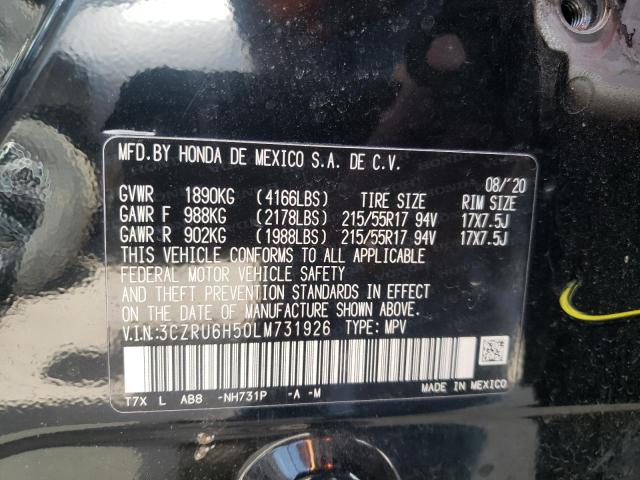 MFD.BY HONDA DE MEXICO S.A. DE C.V.
08/'20
GVWR 1890KG (4166LBS) TIRE SIZE RIM SIZE
GAWR F 988KG (2178LBS) 215/55R17 94V 17X7.5J
GAWR R 902KG (1988LBS) 215/55R17 94V 17X7.5J
THIS VEHICLE CONFORMS TO ALL APPLICABLE
FEDERAL MOTOR VEHICLE SAFETY
AND THEFT PREVENTION STANDARDS IN EFFECT
ON THE DATE OF MANUFACTURE SHOWN ABOVE.
V.I.N:3CZRU6H50LM731926 TYPE: MPV
T7X L AB8 -NH731P -A -M
MADE IN MEXICO